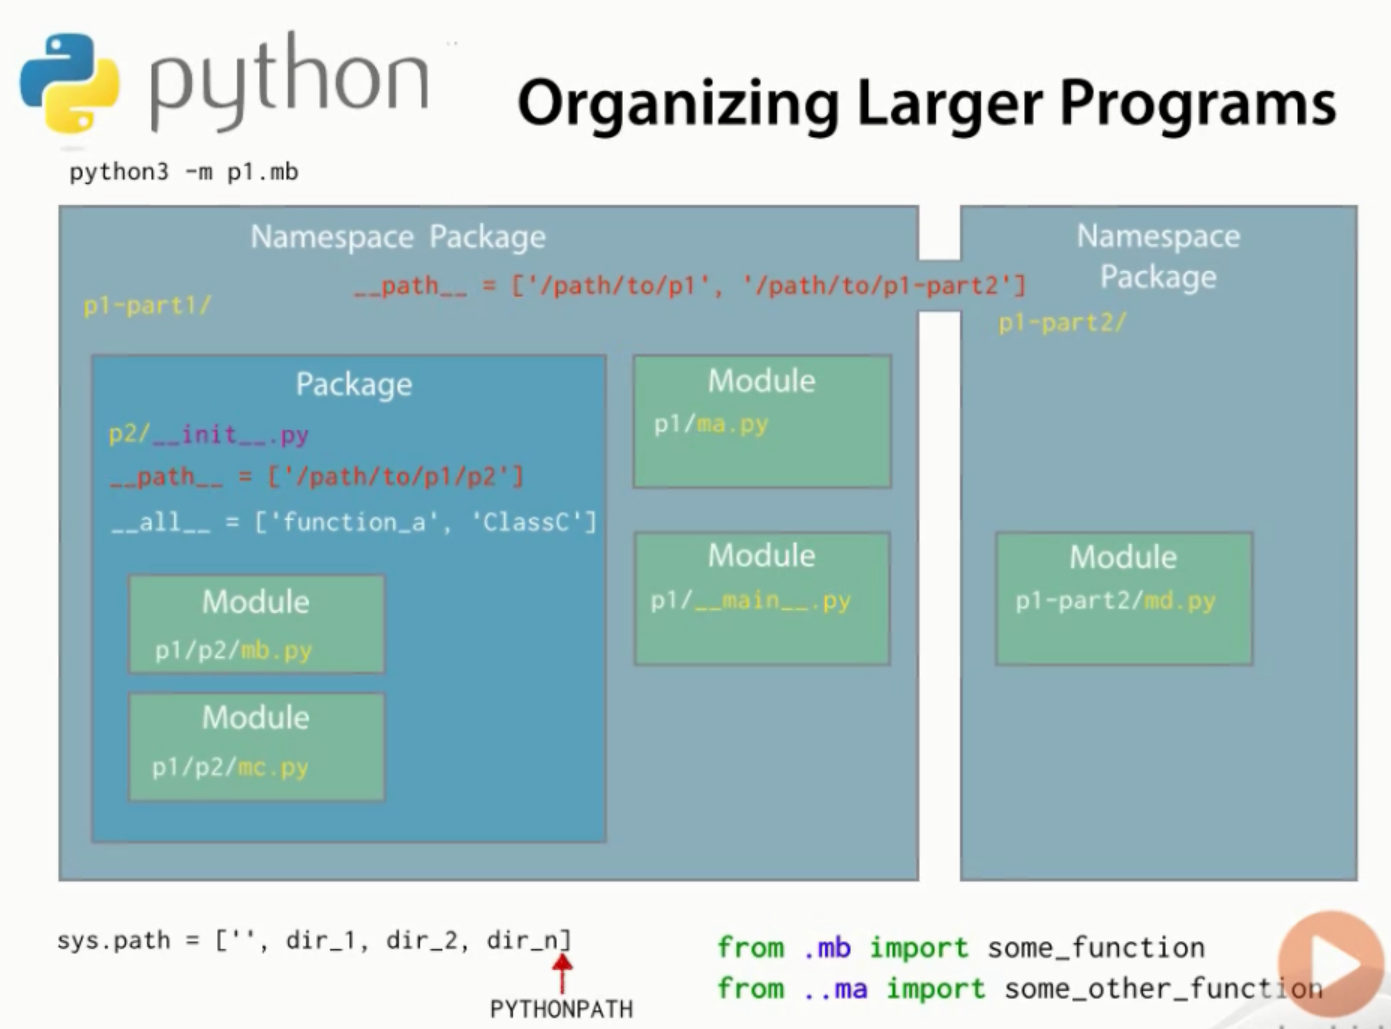 python
Organizing Larger Programs
python3 -m p1.mb
Namespace Package
__path__ = ['/path/to/p1', '/path/to/p1-part2']
p1-part1/
Package
p2/__init__.py
__path__ = ['/path/to/p1/p2']
__all__ = ['function_a', 'ClassC']
Module
p1/p2/mb.py
Module
p1/p2/mc.py
Module
p1/ma.py
Module
p1/__main__.py
Namespace
Package
p1-part2/
Module
p1-part2/md.py
sys.path = ['', dir_1, dir_2, dir_n]
PYTHONPATH
from .mb import some_function
from ..ma import some_other_function